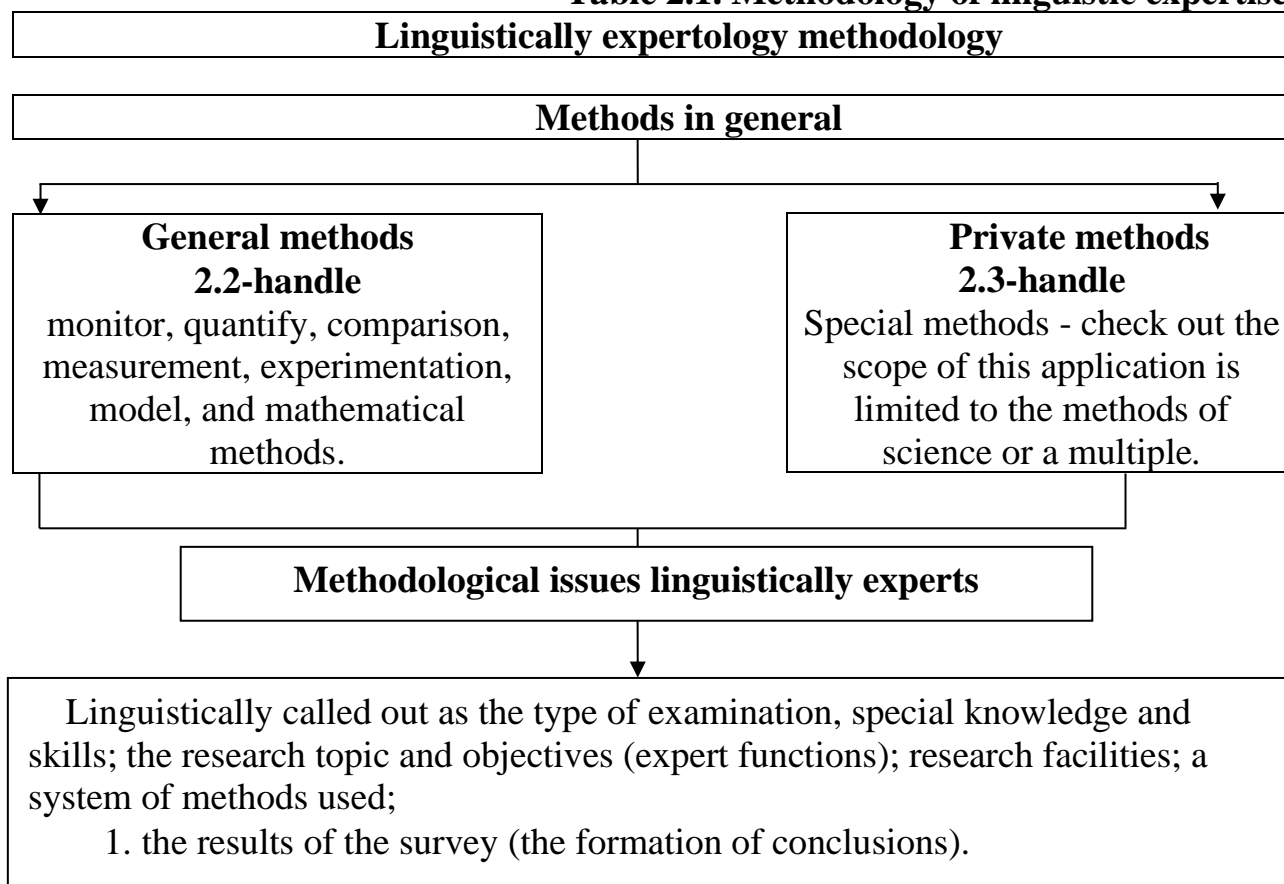 Table 2.1. Methodology of linguistic expertise
Linguistically expertology methodology
Methods in general
General methods
2.2-handle
monitor, quantify, comparison,
measurement, experimentation,
model, and mathematical
methods.
Private methods
2.3-handle
Special methods - check out the
scope of this application is
limited to the methods of
science or a multiple.
Methodological issues linguistically experts
Linguistically called out as the type of examination, special knowledge and
skills; the research topic and objectives (expert functions); research facilities; a
system of methods used;
1. the results of the survey (the formation of conclusions).